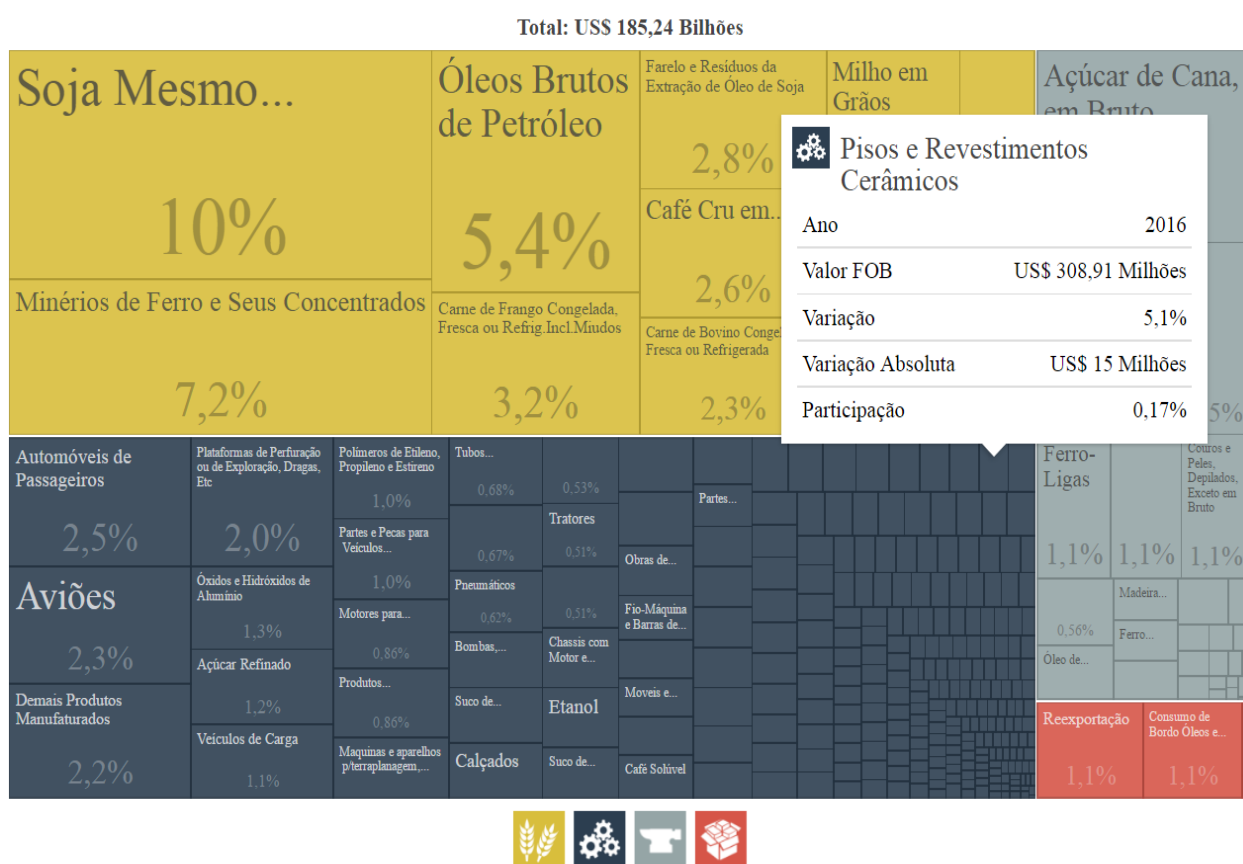 Total: US$ 185,24 Bilhões
Soja Mesmo...
10%
Minérios de Ferro e Seus Concentrados
7,2%
Óleos Brutos
de Petróleo
5,4%
Carne de Frango Congelada,
Fresca ou Refrig.Incl.Miudos
3,2%
Farelo e Resíduos da
Extração de Óleo de Soja
2,8%
Café Cru em...
2,6%
Carne de Bovino
Fresca ou Refrigerada
2,3%
Milho em
Grãos
Açúcar de Cana,
em Bruto
Pisos e Revestimentos
Cerâmicos
Ano 2016
Valor FOB US$ 308,91 Milhões
Variação 5,1%
Variação Absoluta US$ 15 Milhões
Participação 0,17%
5%
Automóveis de
Passageiros
2,5%
Aviões
2,3%
Demais Produtos
Manufaturados
2,2%
Plataformas de Perfuração
ou de Exploração, Dragas,
Etc
2,0%
Óxidos e Hidróxidos de
Alumínio
1,3%
Açúcar Refinado
1,2%
Veículos de Carga
1,1%
Polímeros de Etileno,
Propileno e Estireno
1,0%
Partes e Pecas para
Veículos...
1,0%
Motores para...
0,86%
Produtos...
0,86%
Maquinas e aparelhos
p/terraplanagem,...
Tubos...
0,68%
0,67%
Pneumáticos
0,62%
Bombas,...
Suco de...
Calçados
0,53%
Tratores
0,51%
0,51%
Chassis com
Motor e...
Etanol
Suco de...
Obras de...
Fio-Máquina
e Barras de...
Moveis e...
Café Solúvel
Partes...
Ferro-
Ligas
1,1%
1,1%
Couros e
Peles,
Depilados,
Exceto em
Bruto
1,1%
0,56%
Óleo de...
Madeira...
Ferro...
Reexportação
1,1%
Consumo de
Bordo Óleos e...
1,1%